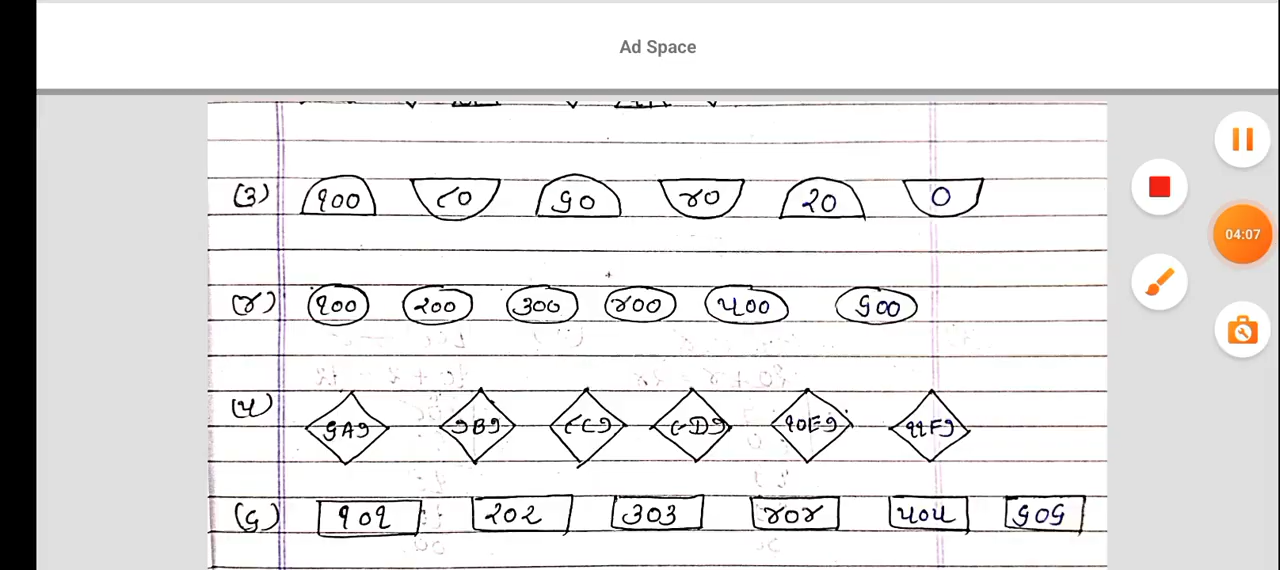 Ad Space
(૩) ૧૦૦ ૮૦ ૬૦ ૪૦ ૨૦ ૦
(૪) ૧૦૦ ૨૦૦ ૩૦૦ ૪૦૦ ૫૦૦ ૬૦૦
(૫) ૬A૭ ૭B૭ ૮C૭ ૯D૭ ૧૦E૭ ૧૧F૭
(૬) ૧૦૧ ૨૦૨ ૩૦૩ ૪૦૪ ૫૦૫ ૬૦૬
04:07